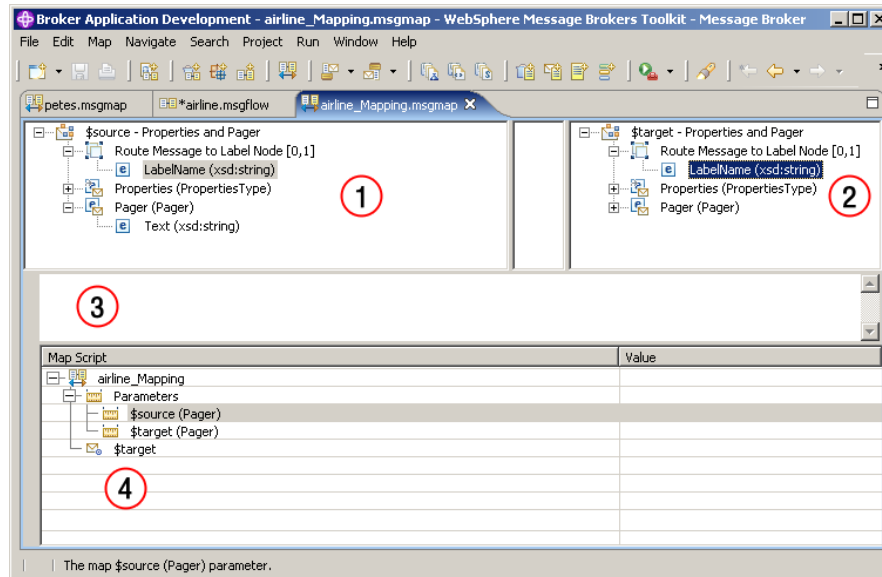 Broker Application Development - airline_Mapping.msgmap - WebSphere Message Brokers Toolkit - Message Broker
File Edit Map Navigate Search Project Run Window Help
petes.msgmap *airline.msgflow airline_Mapping.msgmap
$source - Properties and Pager
Route Message to Label Node [0,1]
e LabelName (xsd:string)
Properties (PropertiesType)
e Pager (Pager)
e Text (xsd:string)
1
$target - Properties and Pager
Route Message to Label Node [0,1]
e LabelName (xsd:string)
Properties (PropertiesType)
e Pager (Pager)
2
3
Map Script Value
airline_Mapping
Parameters
$source (Pager)
$target (Pager)
$target
4
The map $source (Pager) parameter.